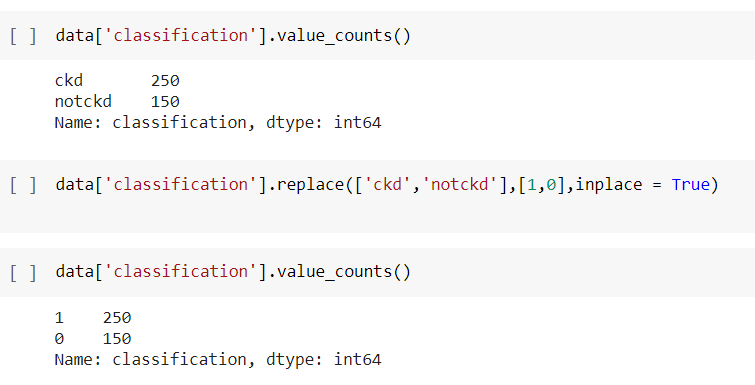 [ ] data['classification'].value_counts()
ckd 250
notckd 150
Name: classification, dtype: int64
[ ] data['classification'].replace(['ckd','notckd'],[1,0],inplace = True)
[ ] data['classification'].value_counts()
1 250
0 150
Name: classification, dtype: int64